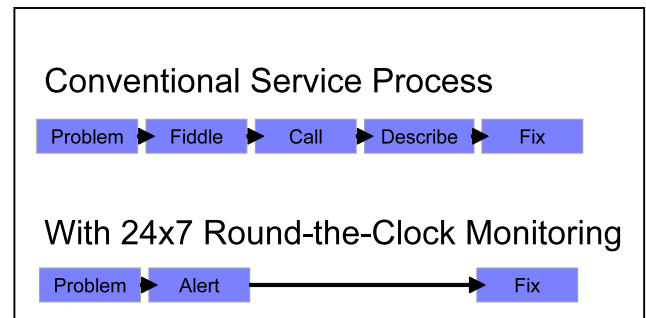 Conventional Service Process
Problem Fiddle Call Describe Fix
With 24x7 Round-the-Clock Monitoring
Problem Alert Fix